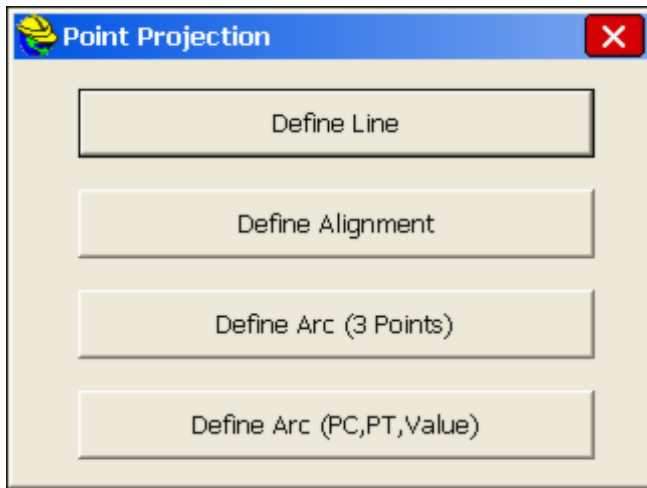 Point Projection
Define Line
Define Alignment
Define Arc (3 Points)
Define Arc (PC,PT,Value)